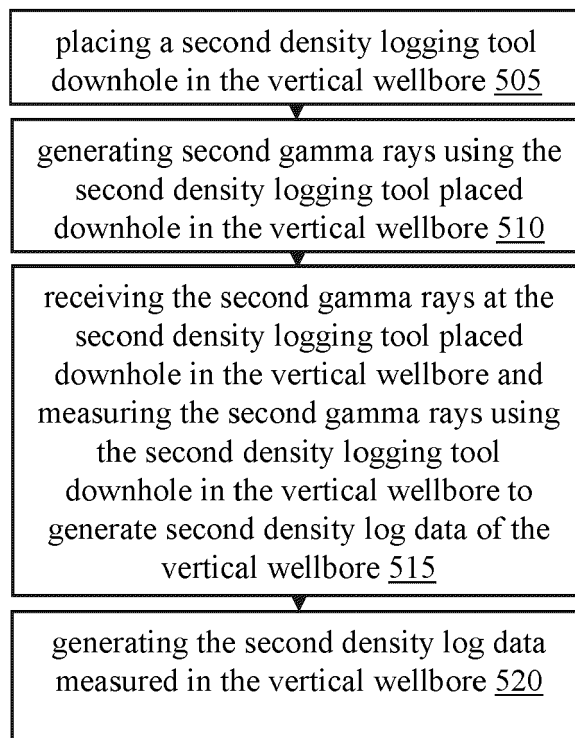 placing a second density logging tool
downhole in the vertical wellbore 505
generating second gamma rays using the
second density logging tool placed
downhole in the vertical wellbore 510
receiving the second gamma rays at the
second density logging tool placed
downhole in the vertical wellbore and
measuring the second gamma rays using
the second density logging tool
downhole in the vertical wellbore to
generate second density log data of the
vertical wellbore 515
generating the second density log data
measured in the vertical wellbore 520